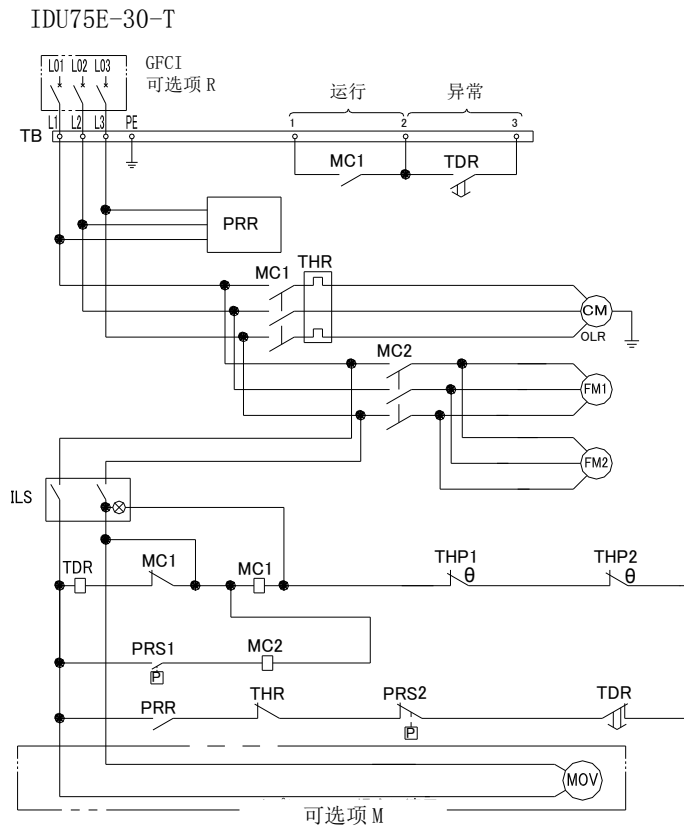 IDU75E-30-T
GFCI
可选项 R
L01 L02 L03
L1 L2 L3 PE
TB
运行 异常
1 2 3
MC1 TDR
PRR
MC1 THR
CM
OLR
MC2
FM1
FM2
ILS
TDR MC1 MC1 THP1 θ THP2 θ
PRS1 MC2
P
PRR THR PRS2 TDR
P
MOV
可选项 M